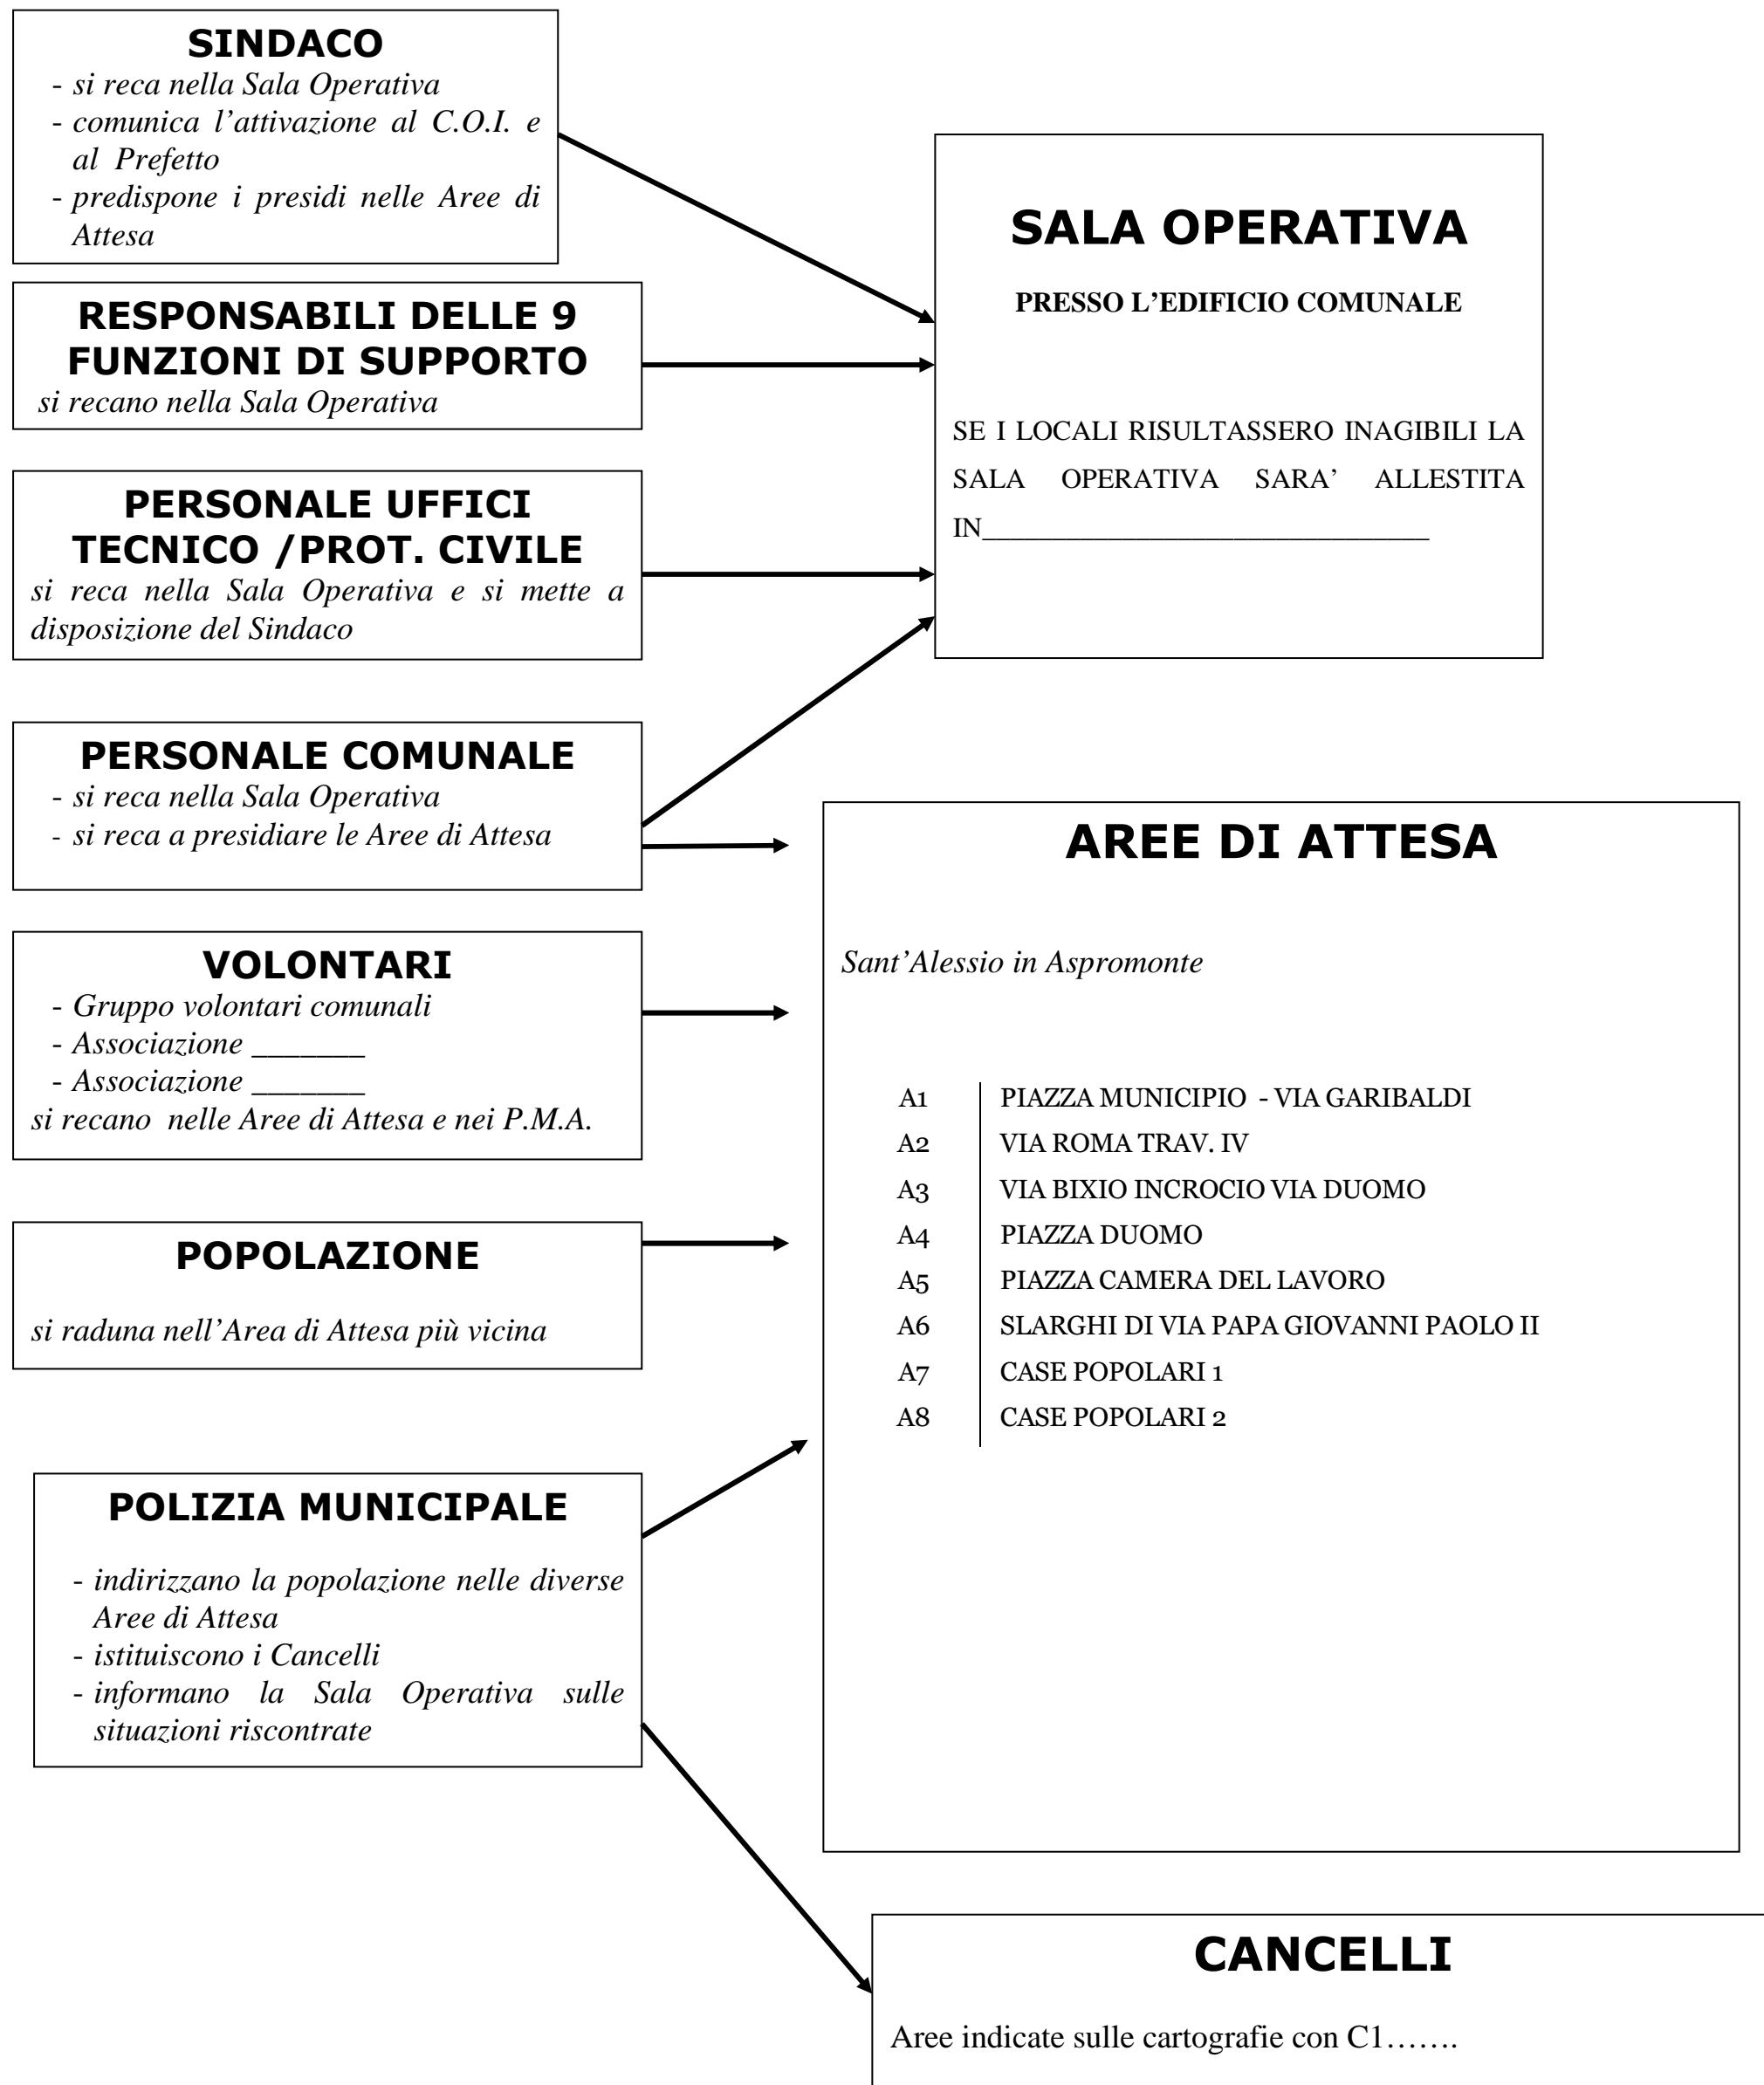 SINDACO
- si reca nella Sala Operativa
- comunica l’attivazione al C.O.I. e
al Prefetto
- predispone i presidi nelle Aree di
Attesa
RESPONSABILI DELLE 9
FUNZIONI DI SUPPORTO
si recano nella Sala Operativa
PERSONALE UFFICI
TECNICO /PROT. CIVILE
si reca nella Sala Operativa e si mette a
disposizione del Sindaco
PERSONALE COMUNALE
- si reca nella Sala Operativa
- si reca a presidiare le Aree di Attesa
VOLONTARI
- Gruppo volontari comunali
- Associazione _______
- Associazione _______
si recano nelle Aree di Attesa e nei P.M.A.
POPOLAZIONE
si raduna nell’Area di Attesa più vicina
POLIZIA MUNICIPALE
- indirizzano la popolazione nelle diverse
Aree di Attesa
- istituiscono i Cancelli
- informano la Sala Operativa sulle
situazioni riscontrate
SALA OPERATIVA
PRESSO L’EDIFICIO COMUNALE
SE I LOCALI RISULTASSERO INAGIBILI LA
SALA OPERATIVA SARA’ ALLESTITA
IN________________________________
AREE DI ATTESA
Sant’Alessio in Aspromonte
A1 PIAZZA MUNICIPIO - VIA GARIBALDI
A2 VIA ROMA TRAV. IV
A3 VIA BIXIO INCROCIO VIA DUOMO
A4 PIAZZA DUOMO
A5 PIAZZA CAMERA DEL LAVORO
A6 SLARGHI DI VIA PAPA GIOVANNI PAOLO II
A7 CASE POPOLARI 1
A8 CASE POPOLARI 2
CANCELLI
Aree indicate sulle cartografie con C1…….